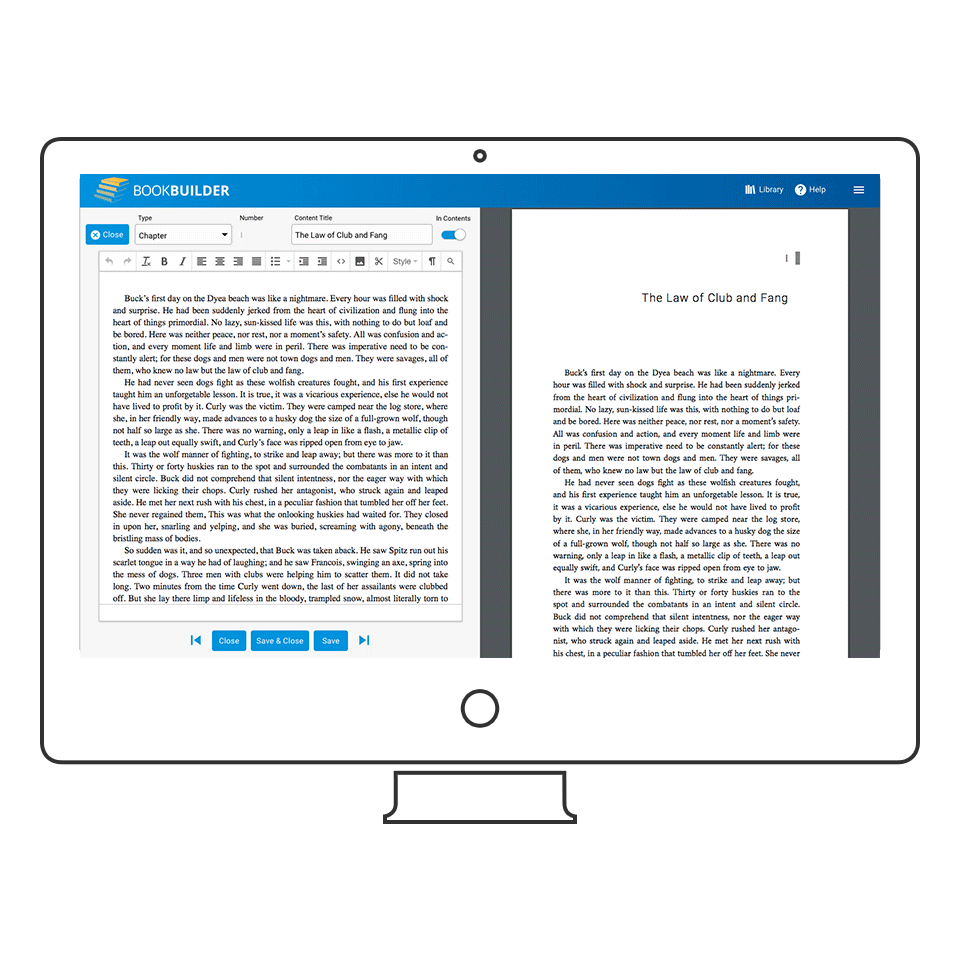 BOOKBUILDER
Library
Help
Type
Number
Content Title
In Contents
Close
Chapter
I
The Law of Club and Fang
Style
Buck's first day on the Dyea beach was like a nightmare. Every hour was filled with shock
and surprise. He had been suddenly jerked from the heart of civilization and flung into the
heart of things primordial. No lazy, sun-kissed life was this, with nothing to do but loaf and
be bored. Here was neither peace, nor rest, nor a moment's safety. All was confusion and ac-
tion, and every moment life and limb were in peril. There was imperative need to be con-
stantly alert; for these dogs and men were not town dogs and men. They were savages, all of
them, who knew no law but the law of club and fang.
He had never seen dogs fight as these wolfish creatures fought, and his first experience
taught him an unforgetable lesson. It is true, it was a vicarious experience, else he would not
have lived to profit by it. Curly was the victim. They were camped near the log store, where
she, in her friendly way, made advances to a husky dog the size of a full-grown wolf, though
not half so large as she. There was no warning, only a leap in like a flash, a metallic clip of
teeth, a leap out equally swift, and Curly's face was ripped open from eye to jaw.
It was the wolf manner of fighting, to strike and leap away; but there was more to it than
this. Thirty or forty huskies ran to the spot and surrounded the combatants in an intent and
silent circle. Buck did not comprehend that silent intentness, nor the eager way with which
they were licking their chops. Curly rushed her antagonist, who struck again and leaped
aside. He met her next rush with his chest, in a peculiar fashion that tumbled her off her feet.
She never regained them, This was what the onlooking huskies had waited for. They closed
in upon her, snarling and yelping, and she was buried, screaming with agony, beneath the
bristling mass of bodies.
So sudden was it, and so unexpected, that Buck was taken aback. He saw Spitz run out his
scarlet tongue in a way he had of laughing; and he saw Francois, swinging an axe, spring into
the mess of dogs. Three men with clubs were helping him to scatter them. It did not take
long. Two minutes from the time Curly went down, the last of her assailants were clubbed
off. But she lay there limp and lifeless in the bloody, trampled snow, almost literally torn to
Close
Save & Close
Save
I
The Law of Club and Fang
Buck's first day on the Dyea beach was like a nightmare. Every
hour was filled with shock and surprise. He had been suddenly jerked
from the heart of civilization and flung into the heart of things pri-
mordial. No lazy, sun-kissed life was this, with nothing to do but loaf
and be bored. Here was neither peace, nor rest, nor a moment's safety.
All was confusion and action, and every moment life and limb were
in peril. There was imperative need to be constantly alert; for these
dogs and men were not town dogs and men. They were savages, all
of them, who knew no law but the law of club and fang.
He had never seen dogs fight as these wolfish creatures fought,
and his first experience taught him an unforgetable lesson. It is true,
it was a vicarious experience, else he would not have lived to profit
by it. Curly was the victim. They were camped near the log store,
where she, in her friendly way, made advances to a husky dog the size
of a full-grown wolf, though not half so large as she. There was no
warning, only a leap in like a flash, a metallic clip of teeth, a leap out
equally swift, and Curly's face was ripped open from eye to jaw.
It was the wolf manner of fighting, to strike and leap away; but
there was more to it than this. Thirty or forty huskies ran to the
spot and surrounded the combatants in an intent and silent circle.
Buck did not comprehend that silent intentness, nor the eager way
with which they were licking their chops. Curly rushed her antago-
nist, who struck again and leaped aside. He met her next rush with
his chest, in a peculiar fashion that tumbled her off her feet. She never